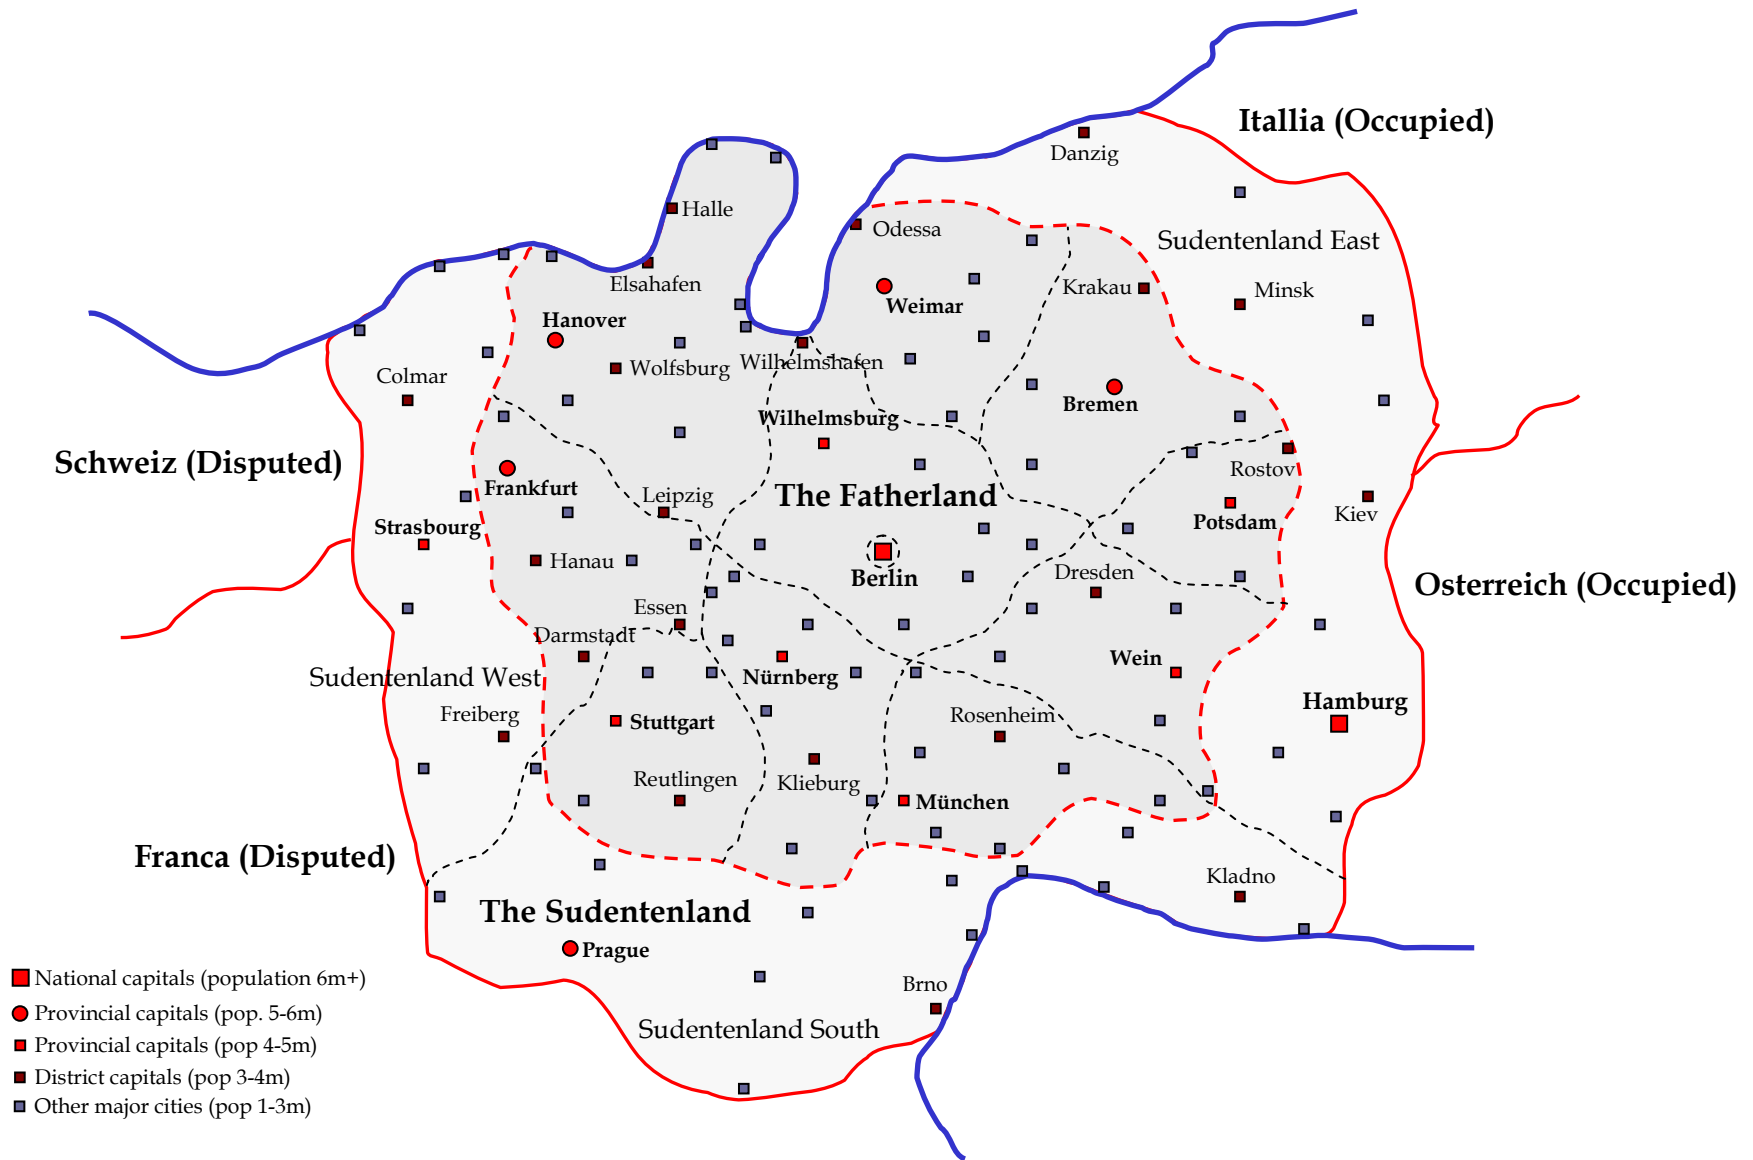 Itallia (Occupied)
Danzig
Halle
Odessa
Sudentenland East
Elsahafen
Krakau
Minsk
Weimar
Hanover
Wolfsburg
Wilhelmshafen
Colmar
Bremen
Wilhelmsburg
Schweiz (Disputed)
Rostov
Frankfurt
Leipzig
The Fatherland
Kiev
Strasbourg
Potsdam
Hanau
Berlin
Dresden
Osterreich (Occupied)
Essen
Darmstadt
Wein
Sudentenland West
Nürnberg
Hamburg
Freiberg
Stuttgart
Rosenheim
Reutlingen
Klieburg
München
Franca (Disputed)
Kladno
The Sudentenland
Prague
Brno
Sudentenland South
National capitals (population 6m+)
Provincial capitals (pop. 5-6m)
Provincial capitals (pop 4-5m)
District capitals (pop 3-4m)
Other major cities (pop 1-3m)